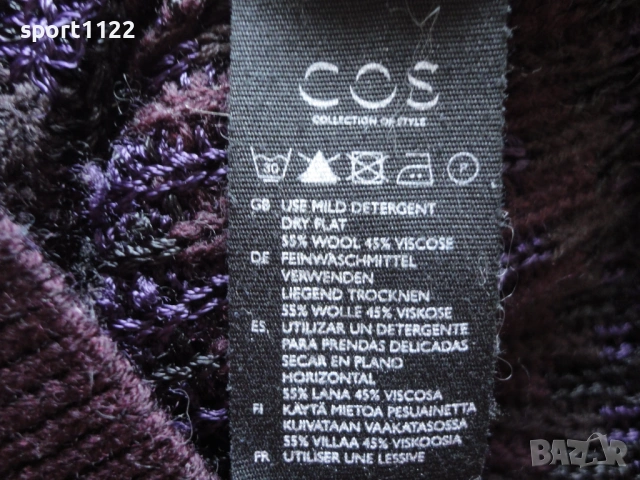 sport1122
COS
COLLECTION OF STYLE
30
GB USE MILD DETERGENT
DRY FLAT
55% WOOL 45% VISCOSE
DE FEINWASCHMITTEL
VERWENDEN
LIEGEND TROCKNEN
55% WOLLE 45% VISKOSE
ES UTILIZAR UN DETERGENTE
PARA PRENDAS DELICADAS
SECAR EN PLANO
HORIZONTAL
55% LANA 45% VISCOSA
FI KÄYTÄ MIETOA PESUAINETTA
KUIVATAAN VAAKATASOSSA
55% VILLAA 45% VISKOOSIA
FR UTILISER UNE LESSIVE
BAZAR